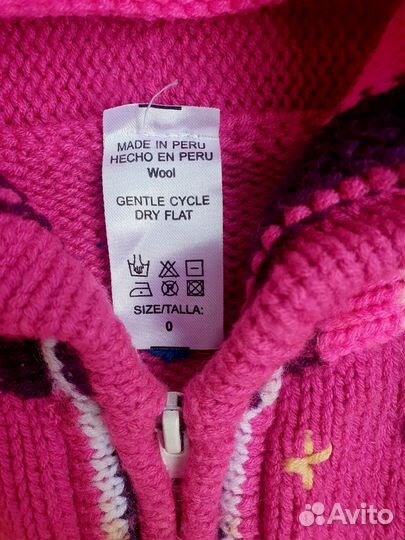 MADE IN PERU
HECHO EN PERU
Wool
GENTLE CYCLE
DRY FLAT
SIZE/TALLA:
0
Avito